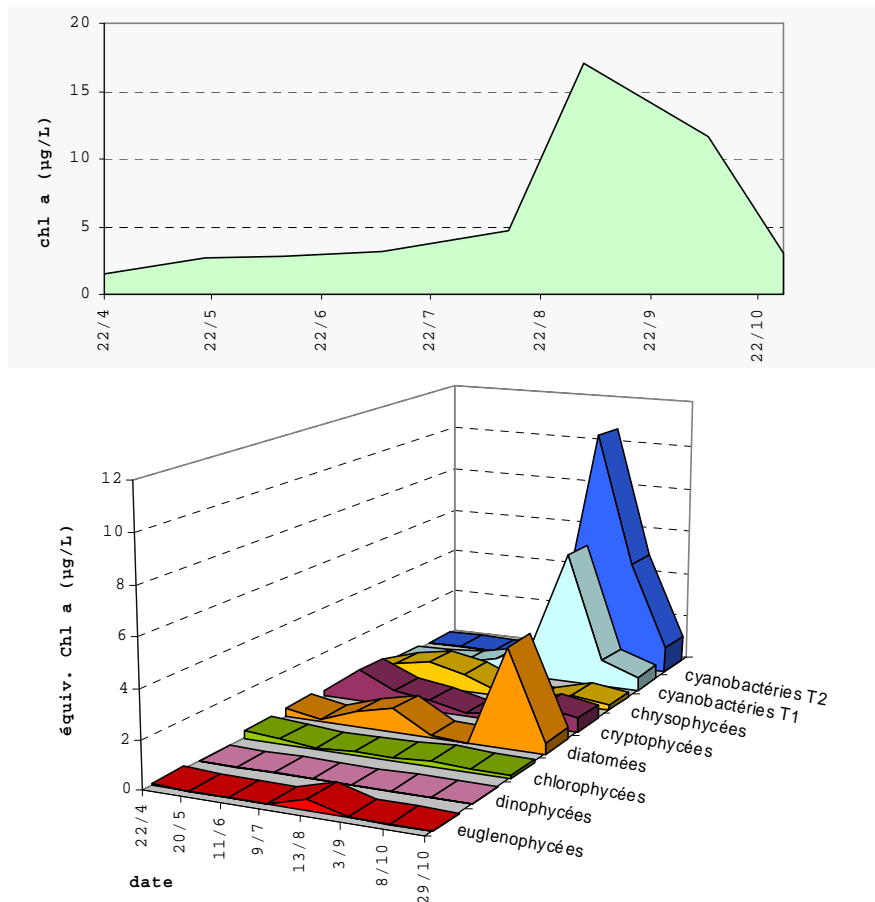 20
15
10
5
0
chl a (µg/L)
22/4
22/5
22/6
22/7
22/8
22/9
22/10
12
10
8
6
4
2
0
équiv. Chl a (µg/L)
22/4
20/5
11/6
9/7
13/8
3/9
8/10
29/10
date
cyanobactéries T2
cyanobactéries T1
chrysophycées
cryptophycées
diatomées
chlorophycées
dinophycées
euglenophycées